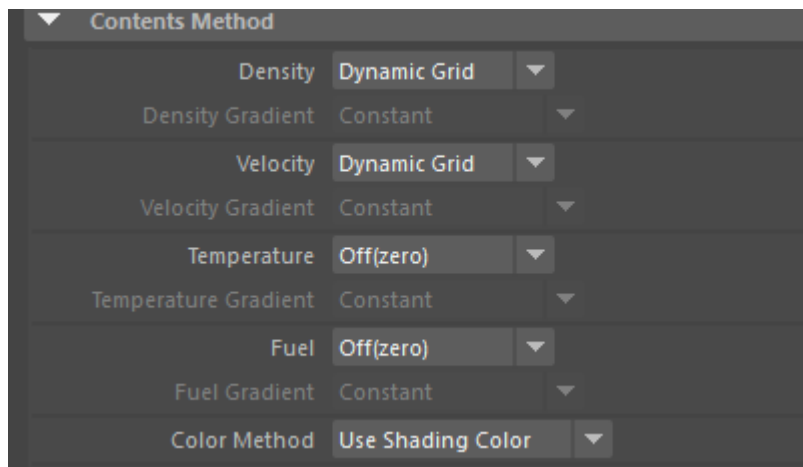 Contents Method
Density Dynamic Grid
Density Gradient Constant
Velocity Dynamic Grid
Velocity Gradient Constant
Temperature Off(zero)
Temperature Gradient Constant
Fuel Off(zero)
Fuel Gradient Constant
Color Method Use Shading Color